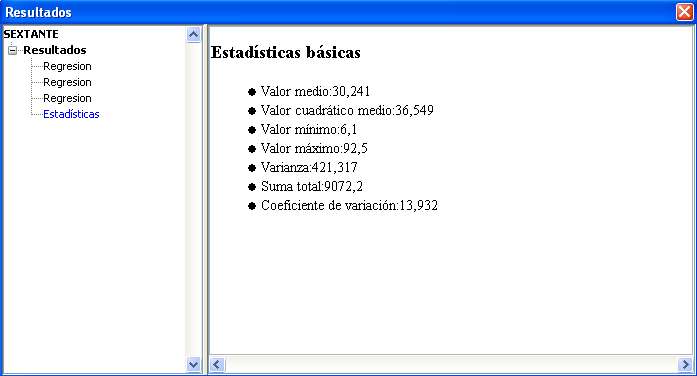 Resultados
SEXTANTE
Resultados
Regresion
Regresion
Regresion
Estadísticas
Estadísticas básicas
Valor medio:30,241
Valor cuadrático medio:36,549
Valor mínimo:6,1
Valor máximo:92,5
Varianza:421,317
Suma total:9072,2
Coeficiente de variación:13,932